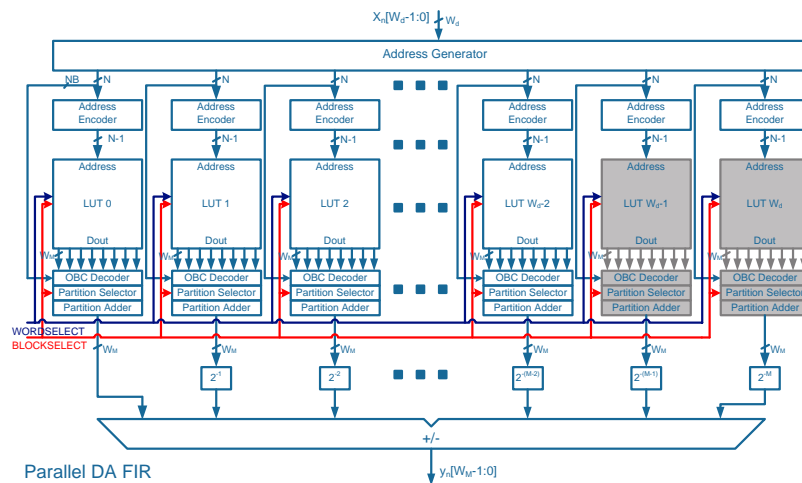 Xn[Wd-1:0] Wd
Address Generator
NB N N N N N N
Address Encoder Address Encoder Address Encoder Address Encoder Address Encoder Address Encoder
N-1 N-1 N-1 N-1 N-1 N-1
Address Address Address Address Address Address
LUT 0 LUT 1 LUT 2 LUT Wd-2 LUT Wd-1 LUT Wd
Dout Dout Dout Dout Dout Dout
WM WM WM WM WM WM
OBC Decoder OBC Decoder OBC Decoder OBC Decoder OBC Decoder OBC Decoder
Partition Selector Partition Selector Partition Selector Partition Selector Partition Selector Partition Selector
Partition Adder Partition Adder Partition Adder Partition Adder Partition Adder Partition Adder
WORDSELECT
BLOCKSELECT
WM WM WM WM WM WM
2-1 2-2 2-(M-2) 2-(M-1) 2-M
+/-
Parallel DA FIR
yn[WM-1:0]